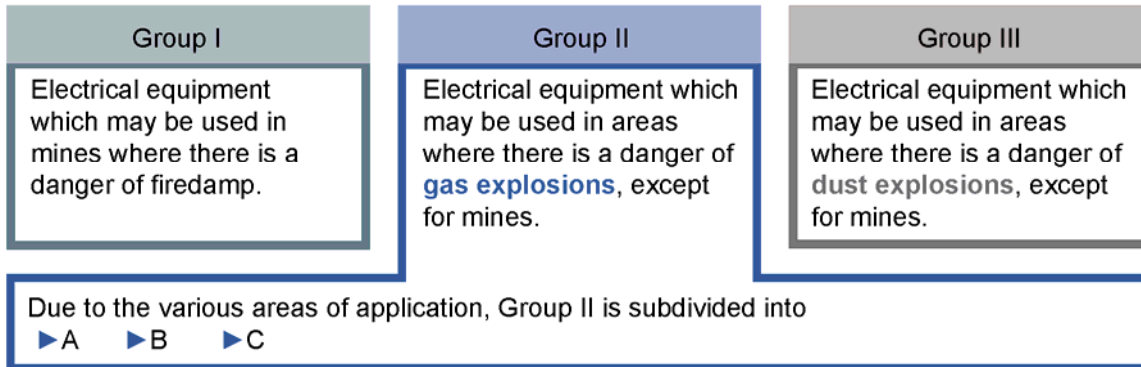 Group I
Electrical equipment
which may be used in
mines where there is a
danger of firedamp.
Group II
Electrical equipment which
may be used in areas
where there is a danger of
gas explosions, except
for mines.
Group III
Electrical equipment which
may be used in areas
where there is a danger of
dust explosions, except
for mines.
Due to the various areas of application, Group II is subdivided into
►A ►B ►C